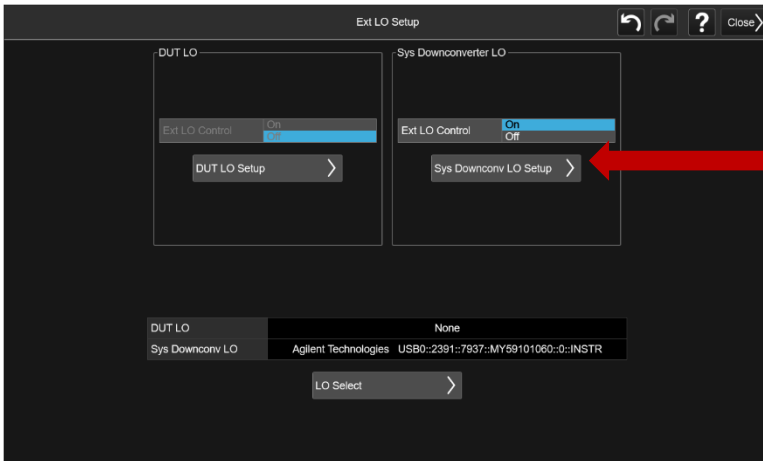 Ext LO Setup
?
Close
DUT LO
Sys Downconverter LO
Ext LO Control
On
Off
Ext LO Control
On
Off
DUT LO Setup
Sys Downconv LO Setup
DUT LO None
Sys Downconv LO Agilent Technologies USB0::2391::7937::MY59101060::0::INSTR
LO Select